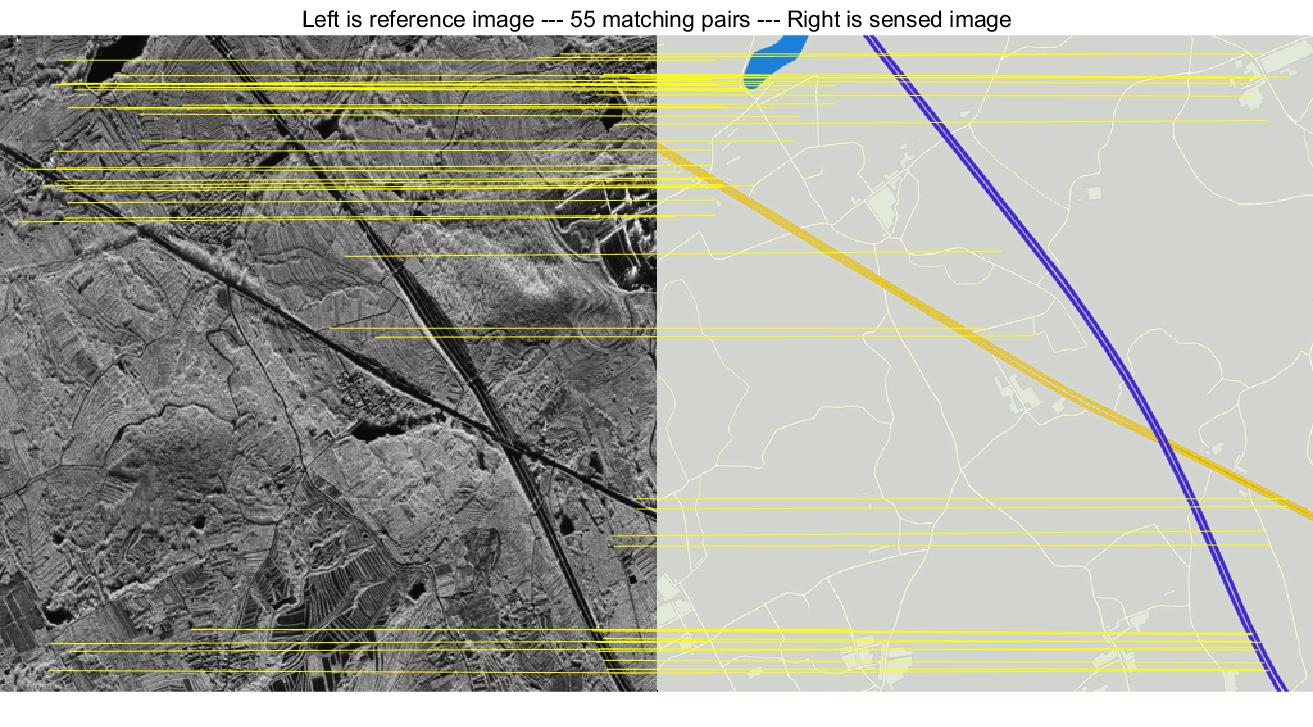 Left is reference image --- 55 matching pairs --- Right is sensed image